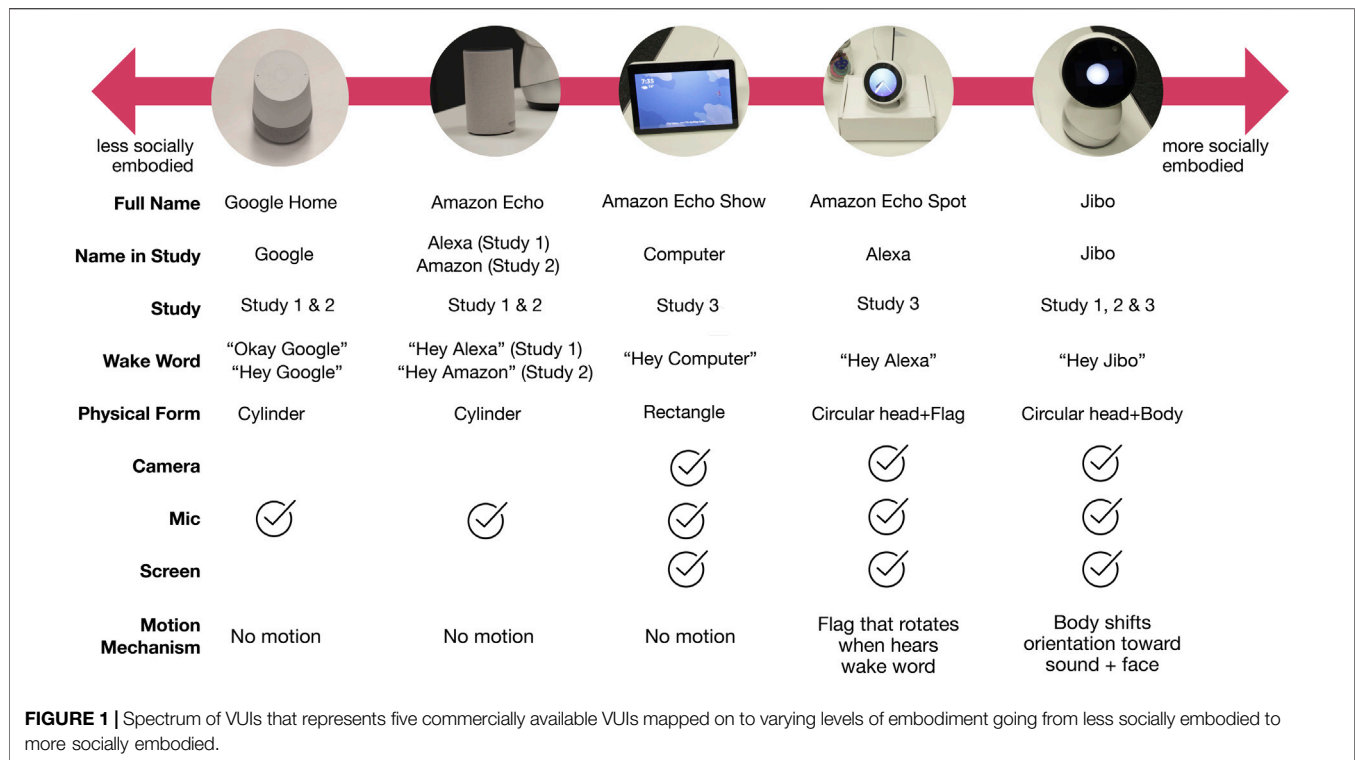 less socially
embodied
more socially
embodied
7:35
Full Name Google Home Amazon Echo Amazon Echo Show Amazon Echo Spot Jibo
Name in Study Google Alexa (Study 1) Amazon (Study 2) Computer Alexa Jibo
Study Study 1 & 2 Study 1 & 2 Study 3 Study 3 Study 1, 2 & 3
Wake Word “Okay Google” “Hey Google” “Hey Alexa” (Study 1) “Hey Amazon” (Study 2) “Hey Computer” “Hey Alexa” “Hey Jibo”
Physical Form Cylinder Cylinder Rectangle Circular head+Flag Circular head+Body
Camera
Mic
Screen
Motion Mechanism No motion No motion No motion Flag that rotates when hears wake word Body shifts orientation toward sound + face
FIGURE 1 | Spectrum of VUIs that represents five commercially available VUIs mapped on to varying levels of embodiment going from less socially embodied to
more socially embodied.